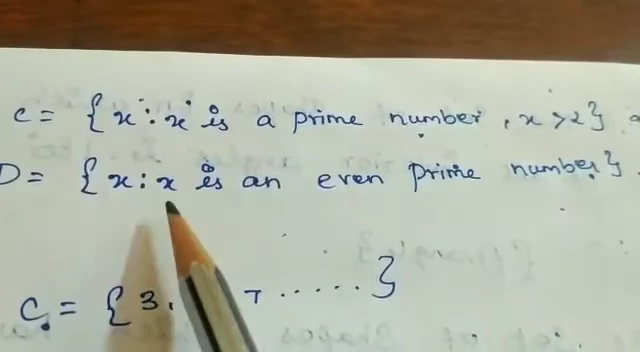 C = { x : x is a prime number, x > 2}
D = { x : x is an even prime number}
C = { 3, 7 ...... }